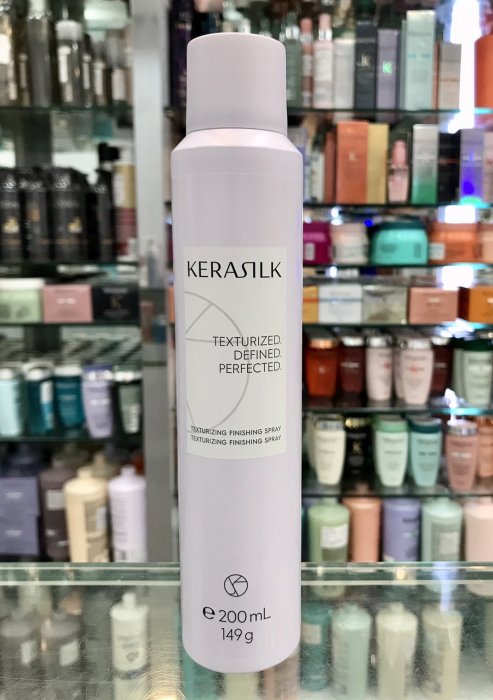 KERASILK
TEXTURIZED.
DEFINED.
PERFECTED.
TEXTURIZING FINISHING SPRAY
TEXTURIZING FINISHING SPRAY
e 200 mL
149 g